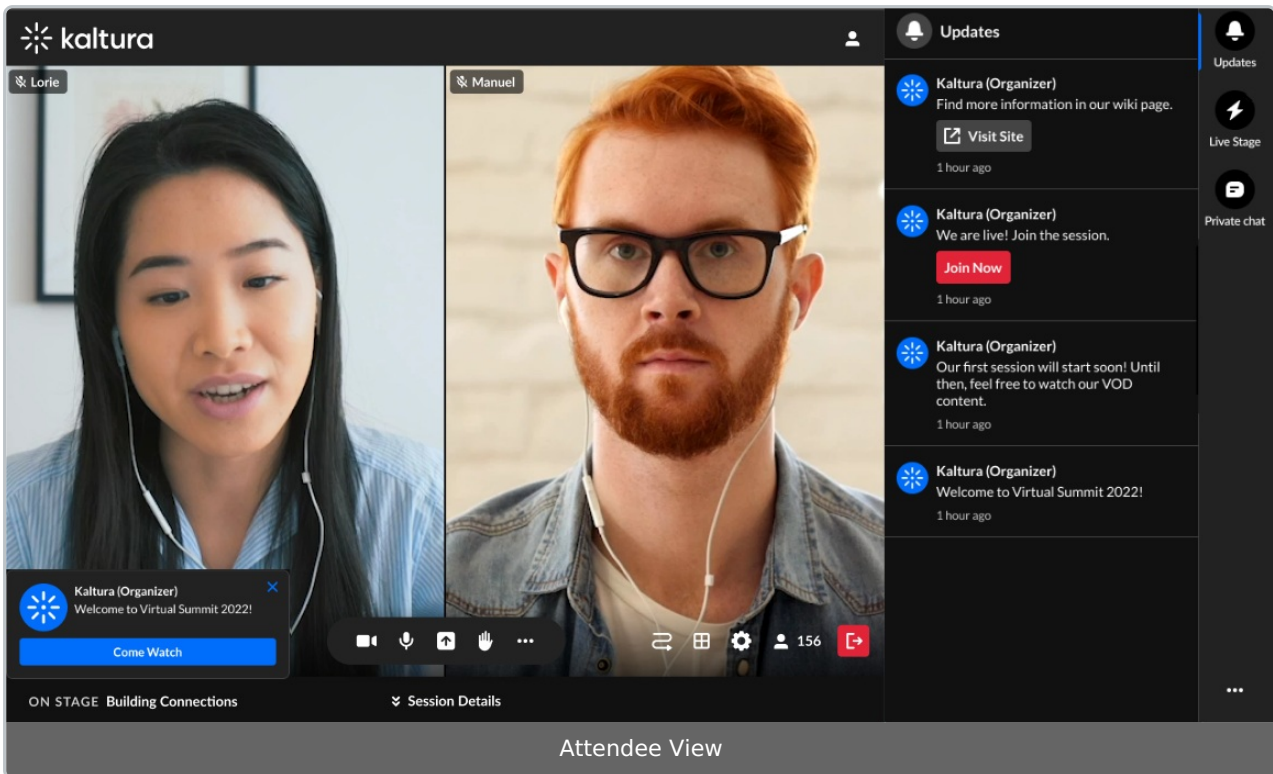 kaltura
Lorie
Manuel
Kaltura (Organizer)
Welcome to Virtual Summit 2022!
Come Watch
156
ON STAGE Building Connections
Session Details
Updates
Kaltura (Organizer)
Find more information in our wiki page.
Visit Site
1 hour ago
Kaltura (Organizer)
We are live! Join the session.
Join Now
1 hour ago
Kaltura (Organizer)
Our first session will start soon! Until
then, feel free to watch our VOD
content.
1 hour ago
Kaltura (Organizer)
Welcome to Virtual Summit 2022!
1 hour ago
Updates
Live Stage
Private chat
Attendee View